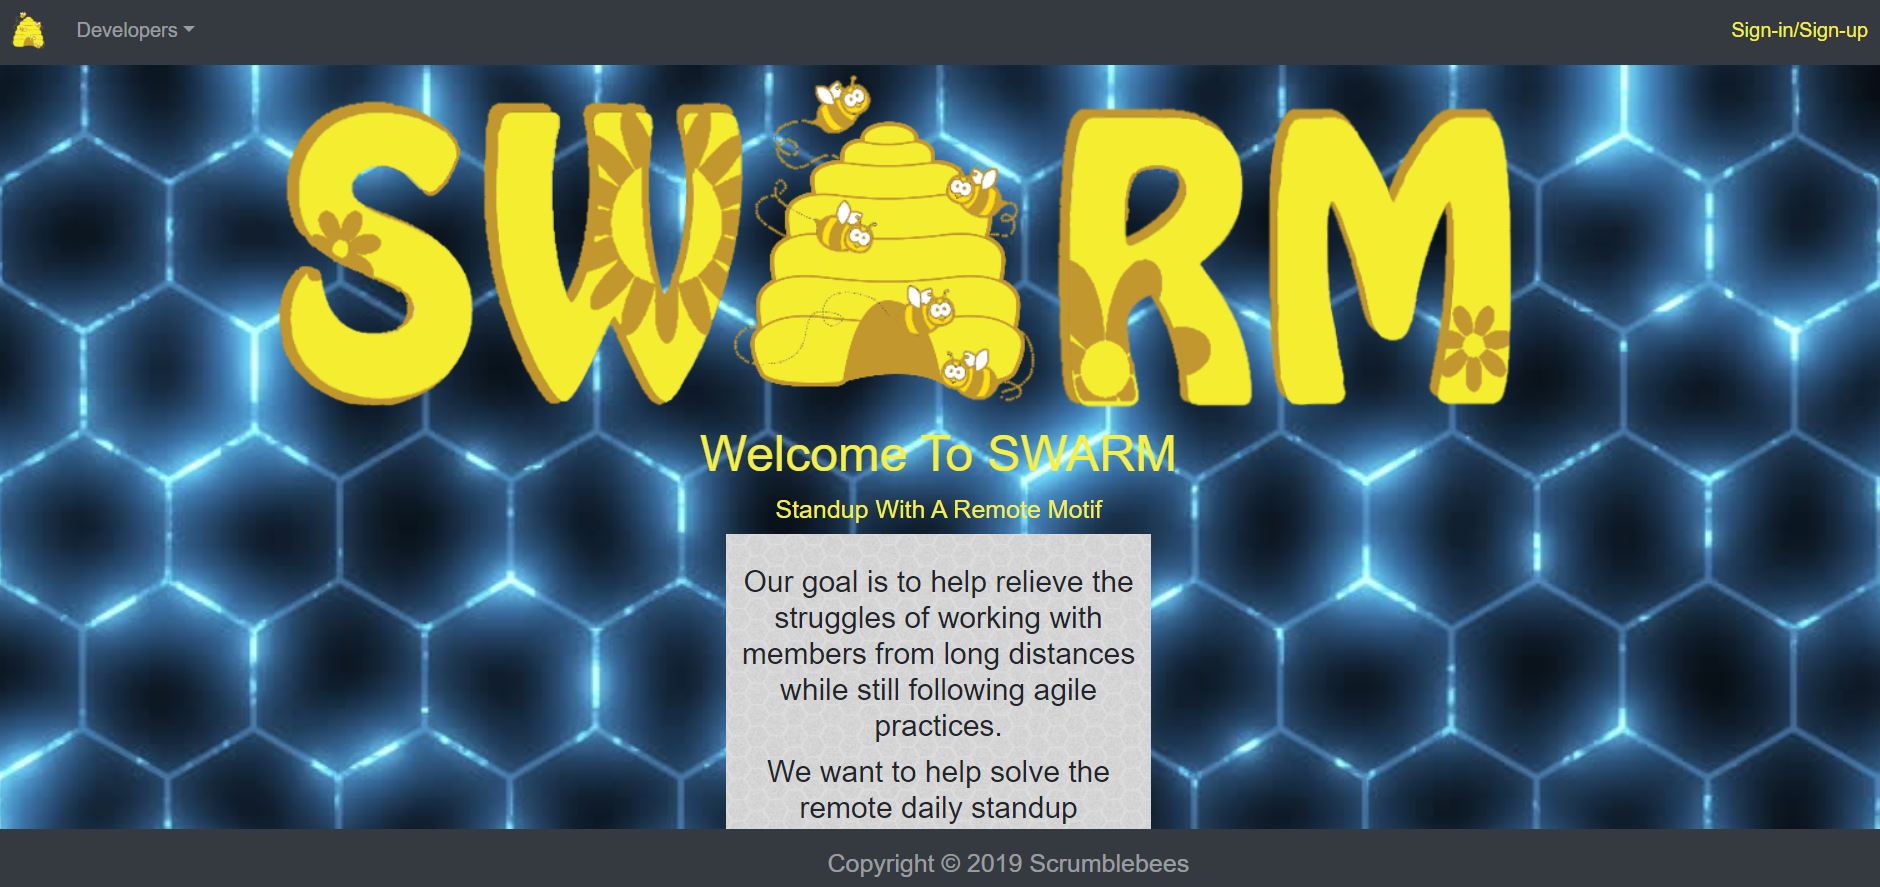 Developers
Sign-in/Sign-up
SWARM
Welcome To SWARM
Standup With A Remote Motif
Our goal is to help relieve the
struggles of working with
members from long distances
while still following agile
practices.
We want to help solve the
remote daily standup
Copyright © 2019 Scrumblebees